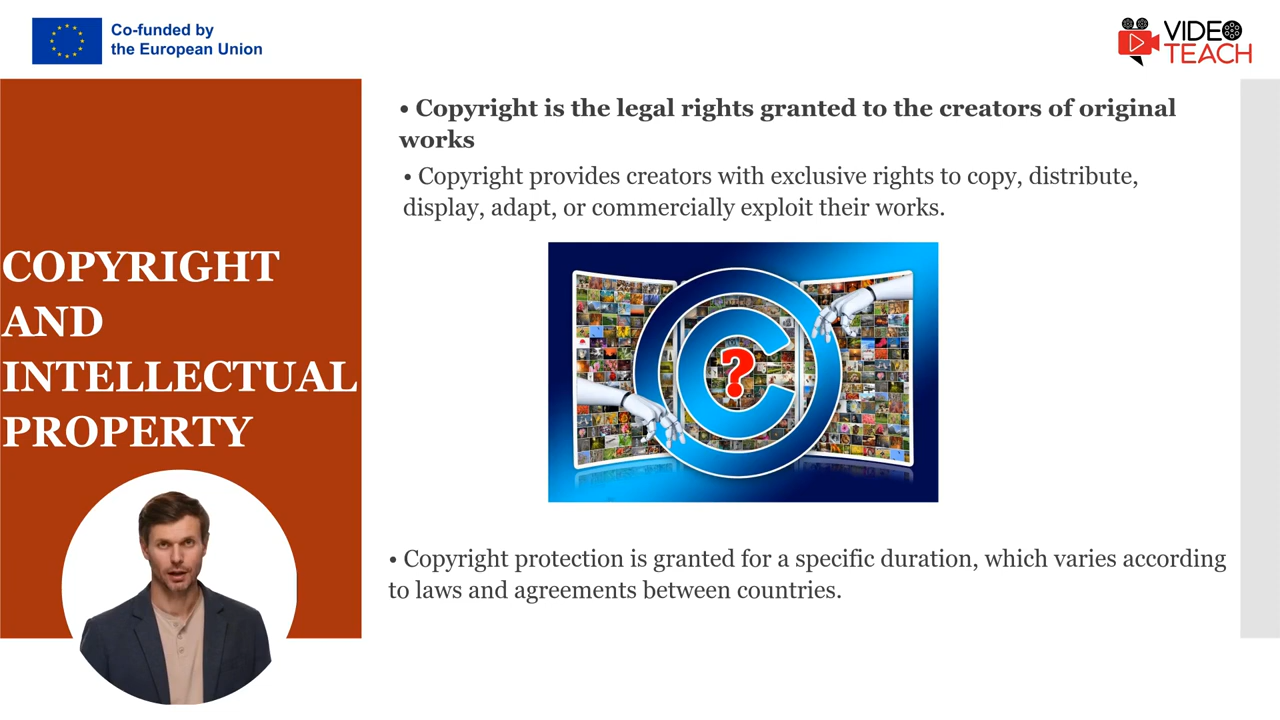 Co-funded by
the European Union
VIDEO
TEACH
COPYRIGHT
AND
INTELLECTUAL
PROPERTY
• Copyright is the legal rights granted to the creators of original
works
• Copyright provides creators with exclusive rights to copy, distribute,
display, adapt, or commercially exploit their works.
C
?
• Copyright protection is granted for a specific duration, which varies according
to laws and agreements between countries.